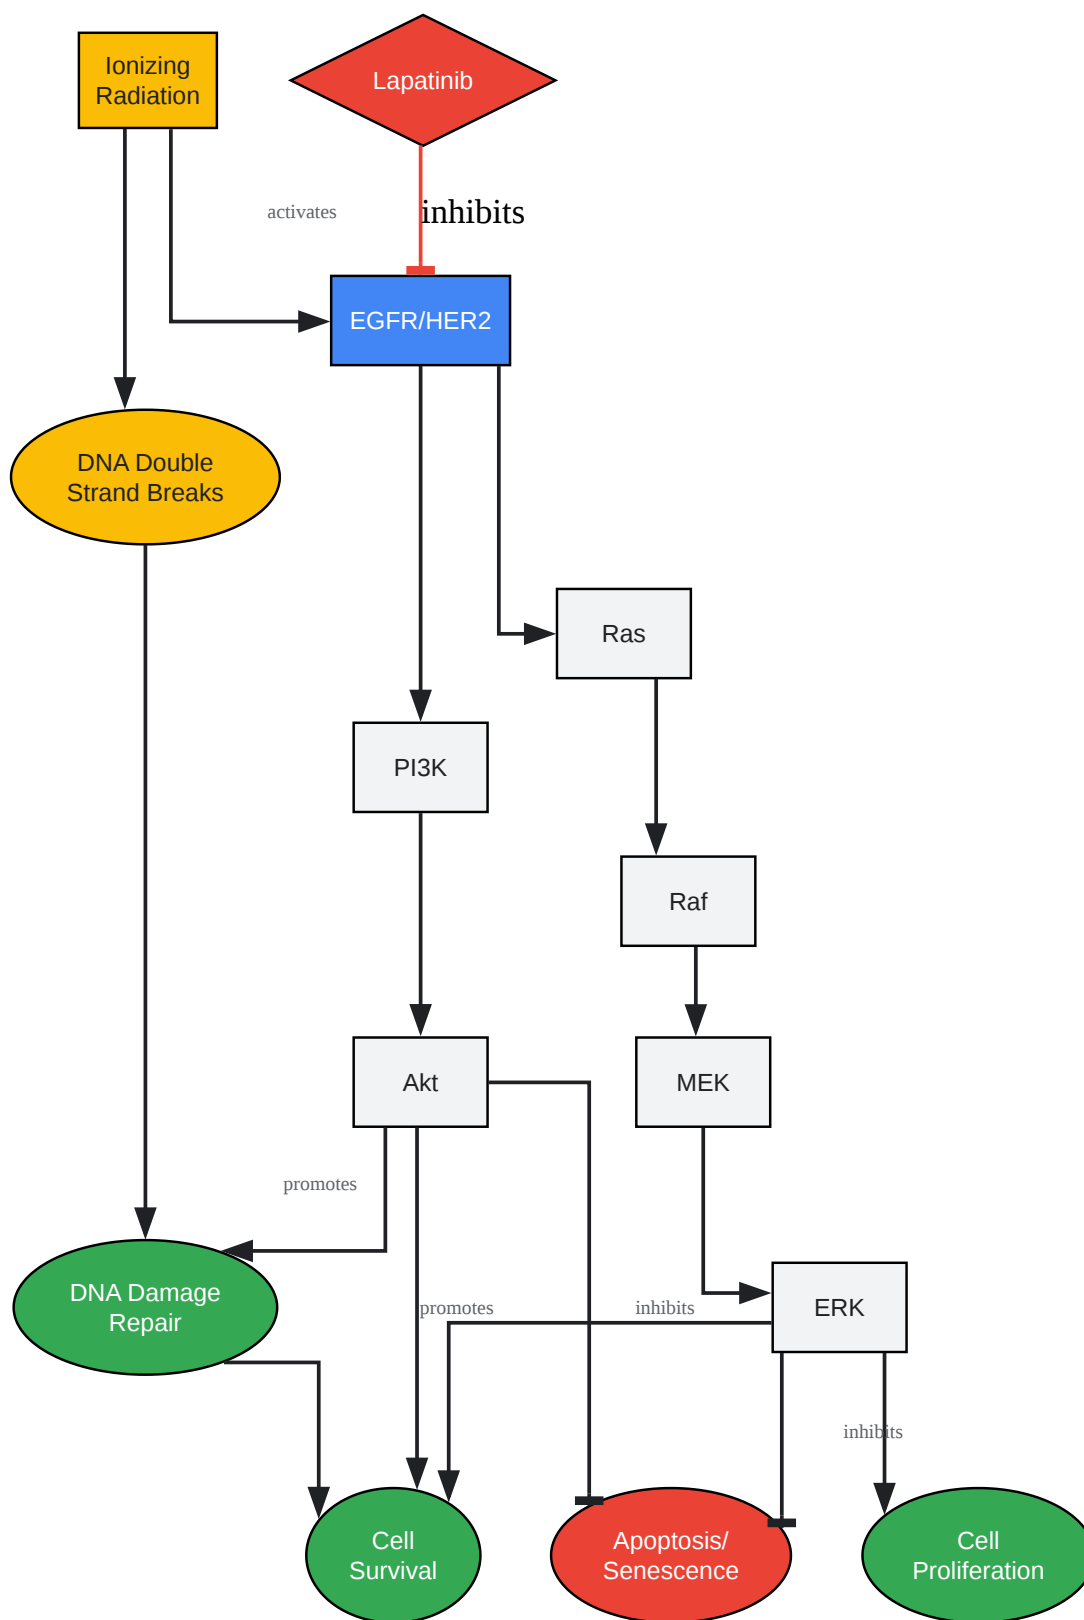 Ionizing
Radiation
Lapatinib
activates
inhibits
EGFR/HER2
DNA Double
Strand Breaks
Ras
PI3K
Raf
Akt
MEK
promotes
DNA Damage
Repair
promotes
inhibits
ERK
inhibits
Cell
Survival
Apoptosis/
Senescence
Cell
Proliferation